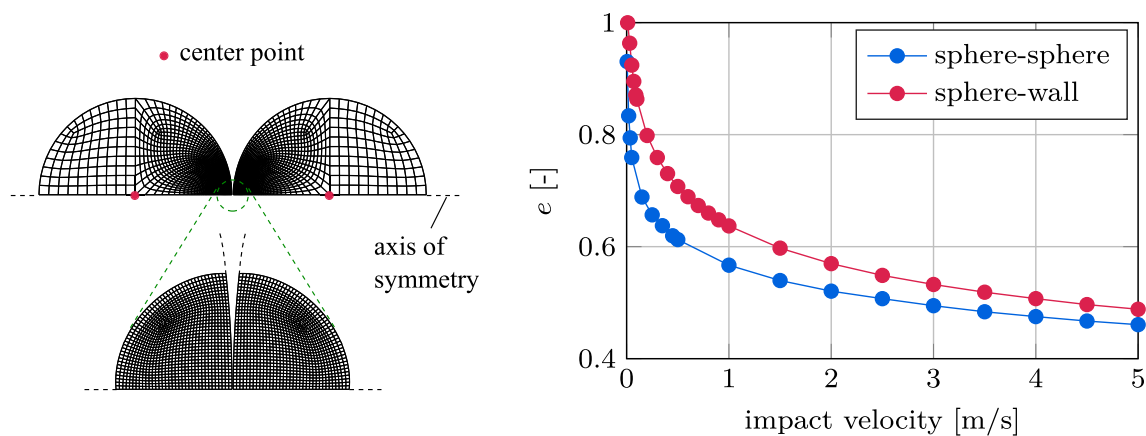 center point
axis of
symmetry
e [-]
1
0.8
0.6
0.4
sphere-sphere
sphere-wall
0 1 2 3 4 5
impact velocity [m/s]